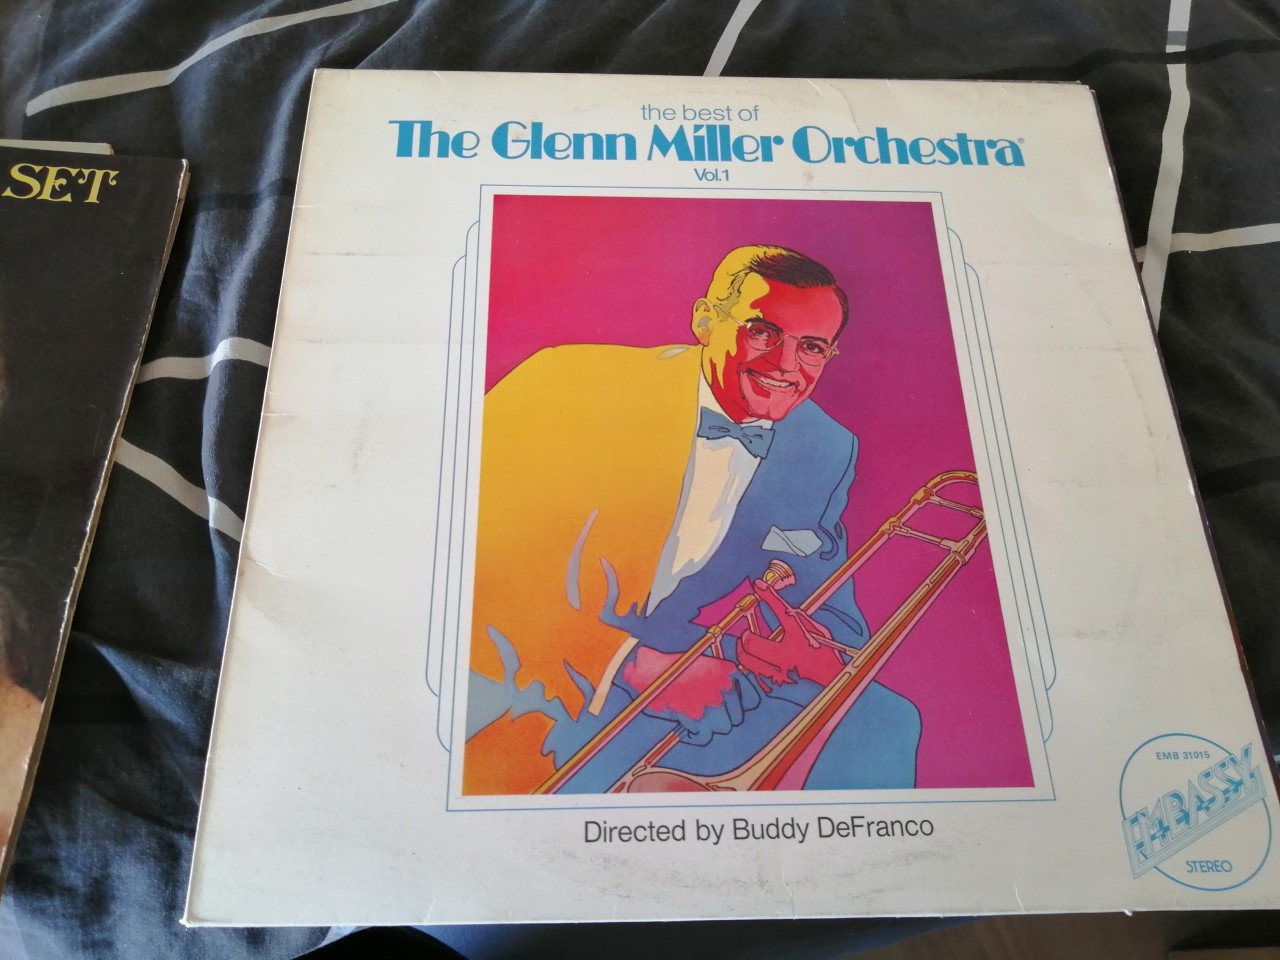 SET
the best of
The Glenn Miller Orchestra®
Vol.1
Directed by Buddy DeFranco
EMB 31015
EMBASSY
STEREO